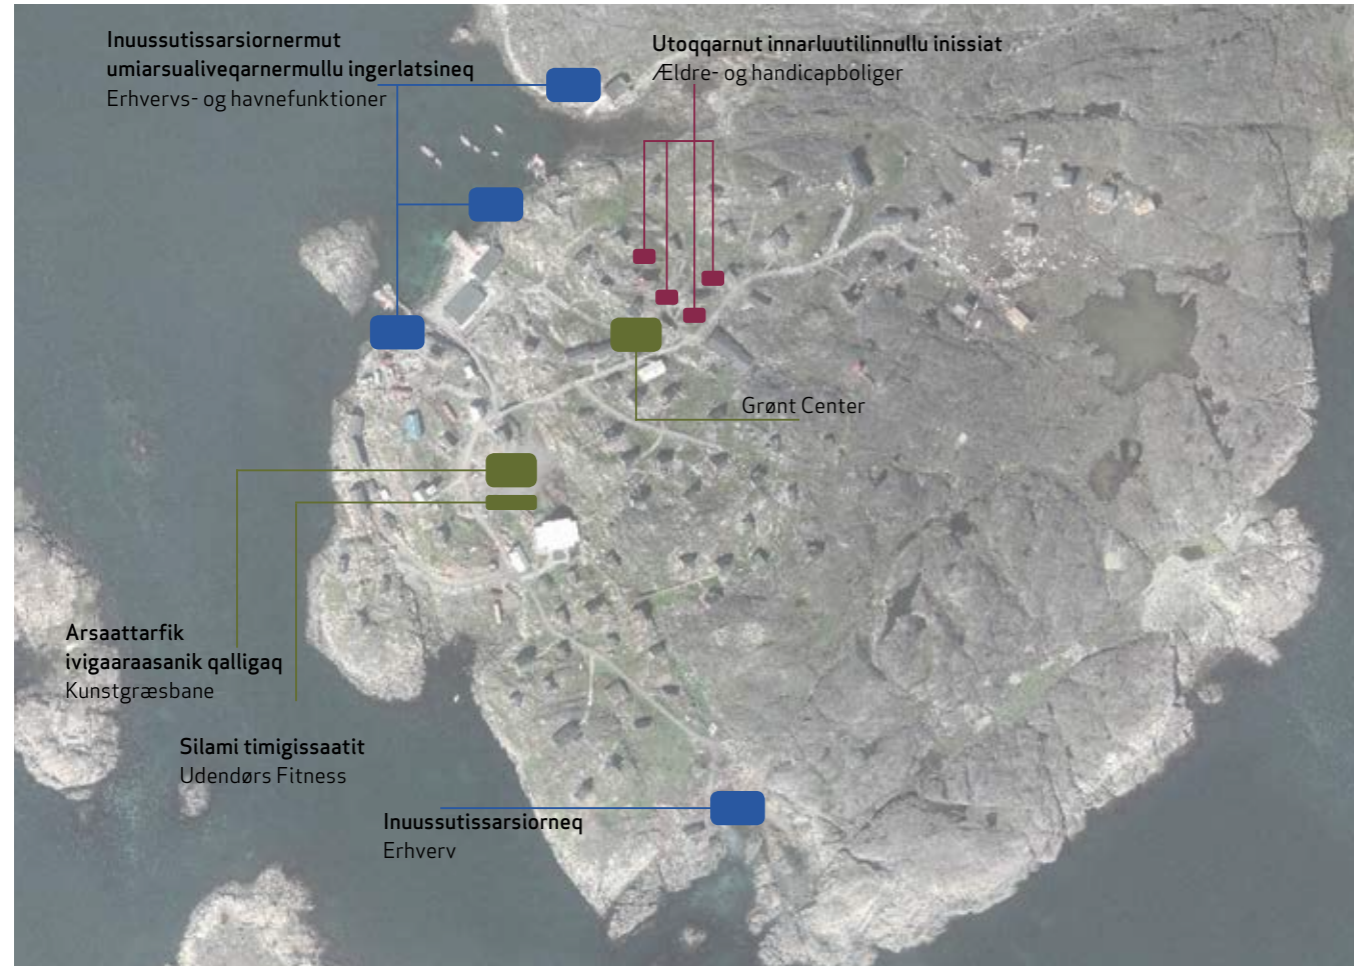 Inuussutissarsiornermut
umiarsualiveqarnermullu ingerlatsineq
Erhvervs- og havnefunktioner
Utoqqarnut innarluutilinnullu inissiat
Ældre- og handicapboliger
Grønt Center
Arsaattarfik
ivigaaraasanik qalligaq
Kunstgræsbane
Silami timigissaatit
Udendørs Fitness
Inuussutissarsiorneq
Erhverv